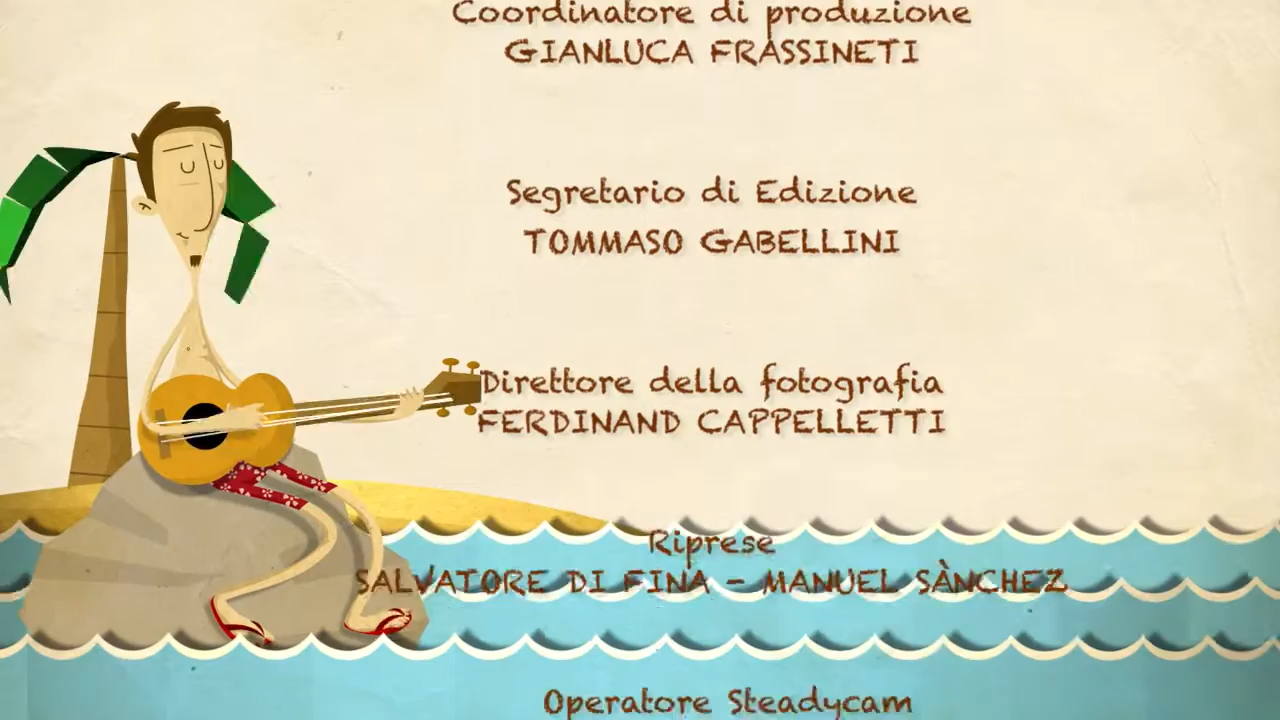 Coordinatore di produzione
GIANLUCA FRASSINETI
Segretario di Edizione
TOMMASO GABELLINI
Direttore della fotografia
FERDINAND CAPPELLETTI
Riprese
SALVATORE DI FINA - MANUEL SÀNCHEZ
Operatore Steadycam